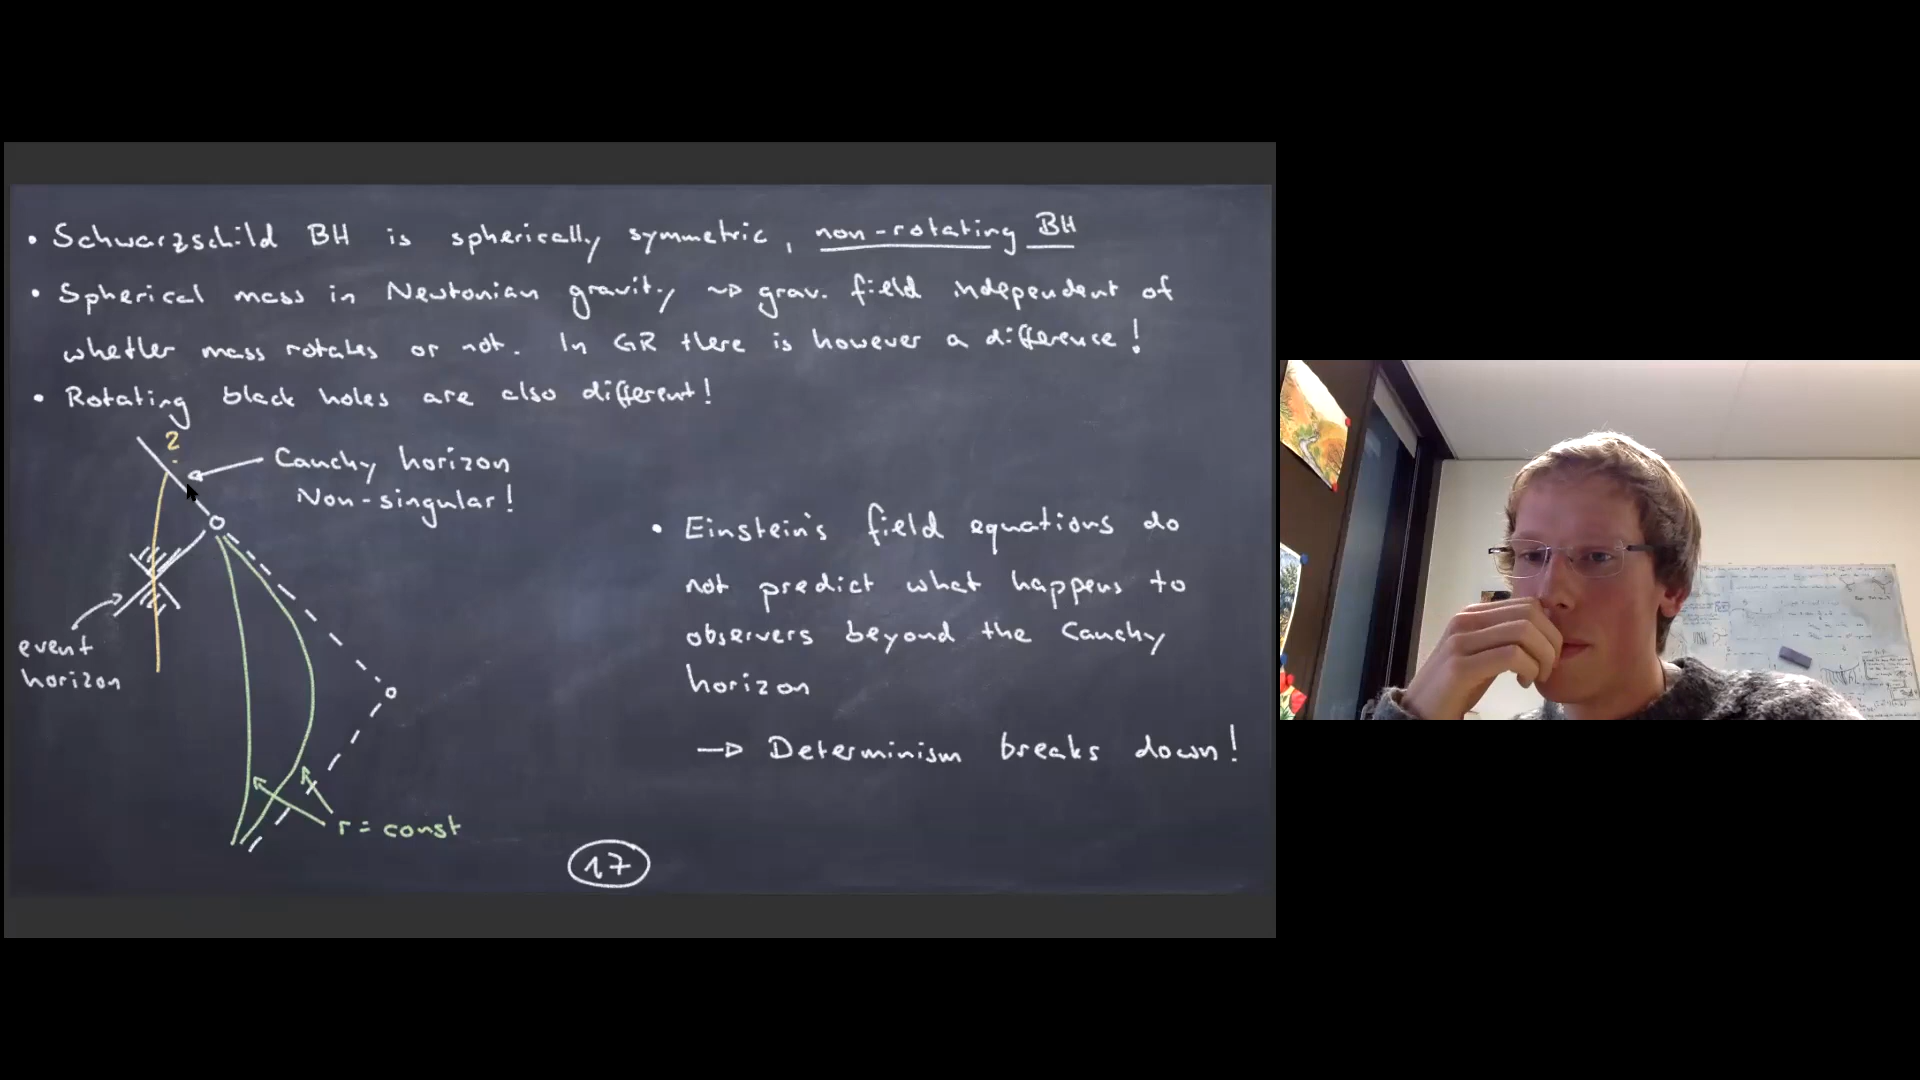 • Schwarzschild BH is spherically symmetric, non-rotating BH
• Spherical mass in Newtonian gravity ⇝ grav. field independent of
whether mass rotates or not. In GR there is however a difference!
• Rotating black holes are also different!
?
Cauchy horizon
Non-singular!
event
horizon
r = const
• Einstein's field equations do
not predict what happens to
observers beyond the Cauchy
horizon
→ Determinism breaks down!
17